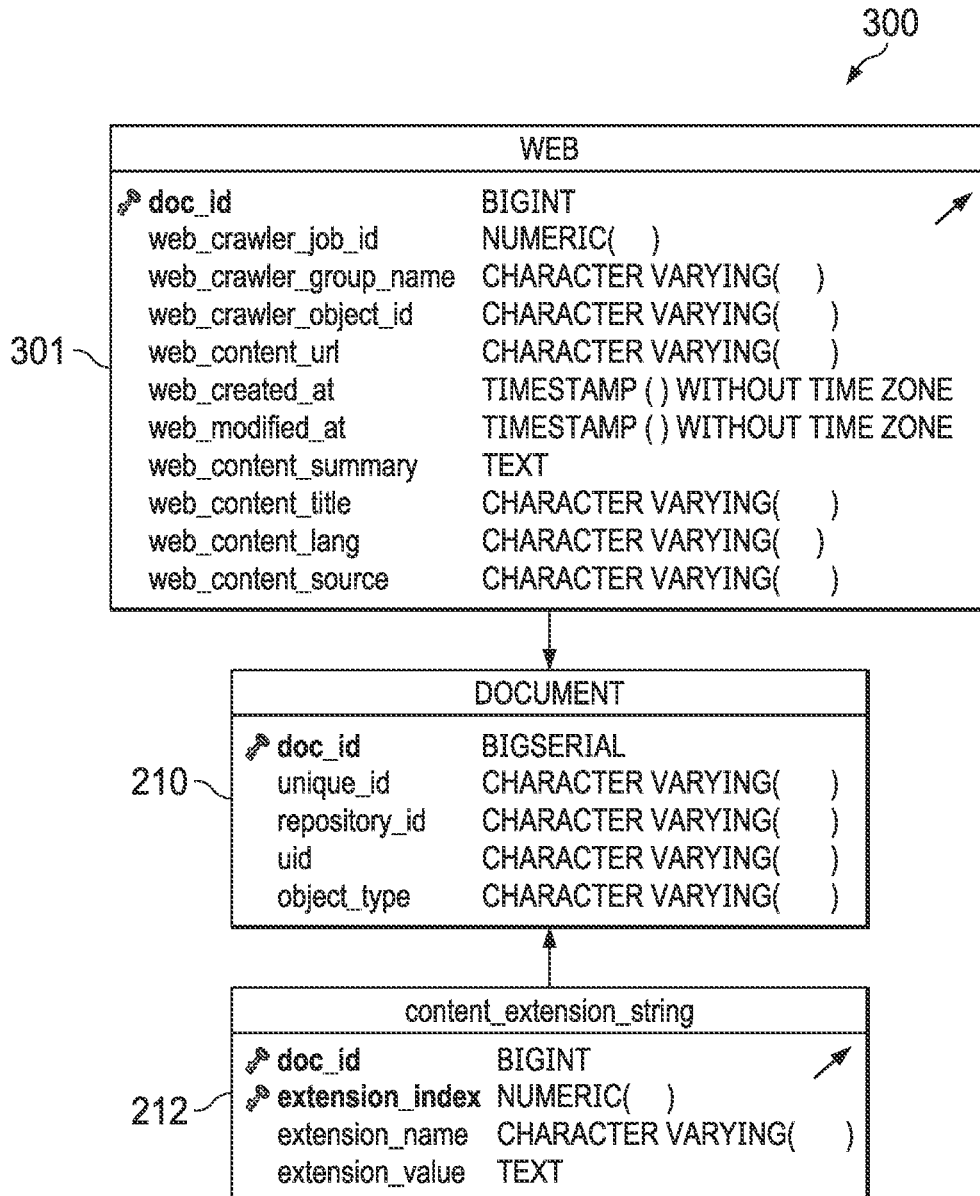 300
WEB
doc_id BIGINT
web_crawler_job_id NUMERIC( )
web_crawler_group_name CHARACTER VARYING( )
web_crawler_object_id CHARACTER VARYING( )
301
web_content_url CHARACTER VARYING( )
web_created_at TIMESTAMP ( ) WITHOUT TIME ZONE
web_modified_at TIMESTAMP ( ) WITHOUT TIME ZONE
web_content_summary TEXT
web_content_title CHARACTER VARYING( )
web_content_lang CHARACTER VARYING( )
web_content_source CHARACTER VARYING( )
DOCUMENT
doc_id BIGSERIAL
210
unique_id CHARACTER VARYING( )
repository_id CHARACTER VARYING( )
uid CHARACTER VARYING( )
object_type CHARACTER VARYING( )
content_extension_string
doc_id BIGINT
212
extension_index NUMERIC( )
extension_name CHARACTER VARYING( )
extension_value TEXT